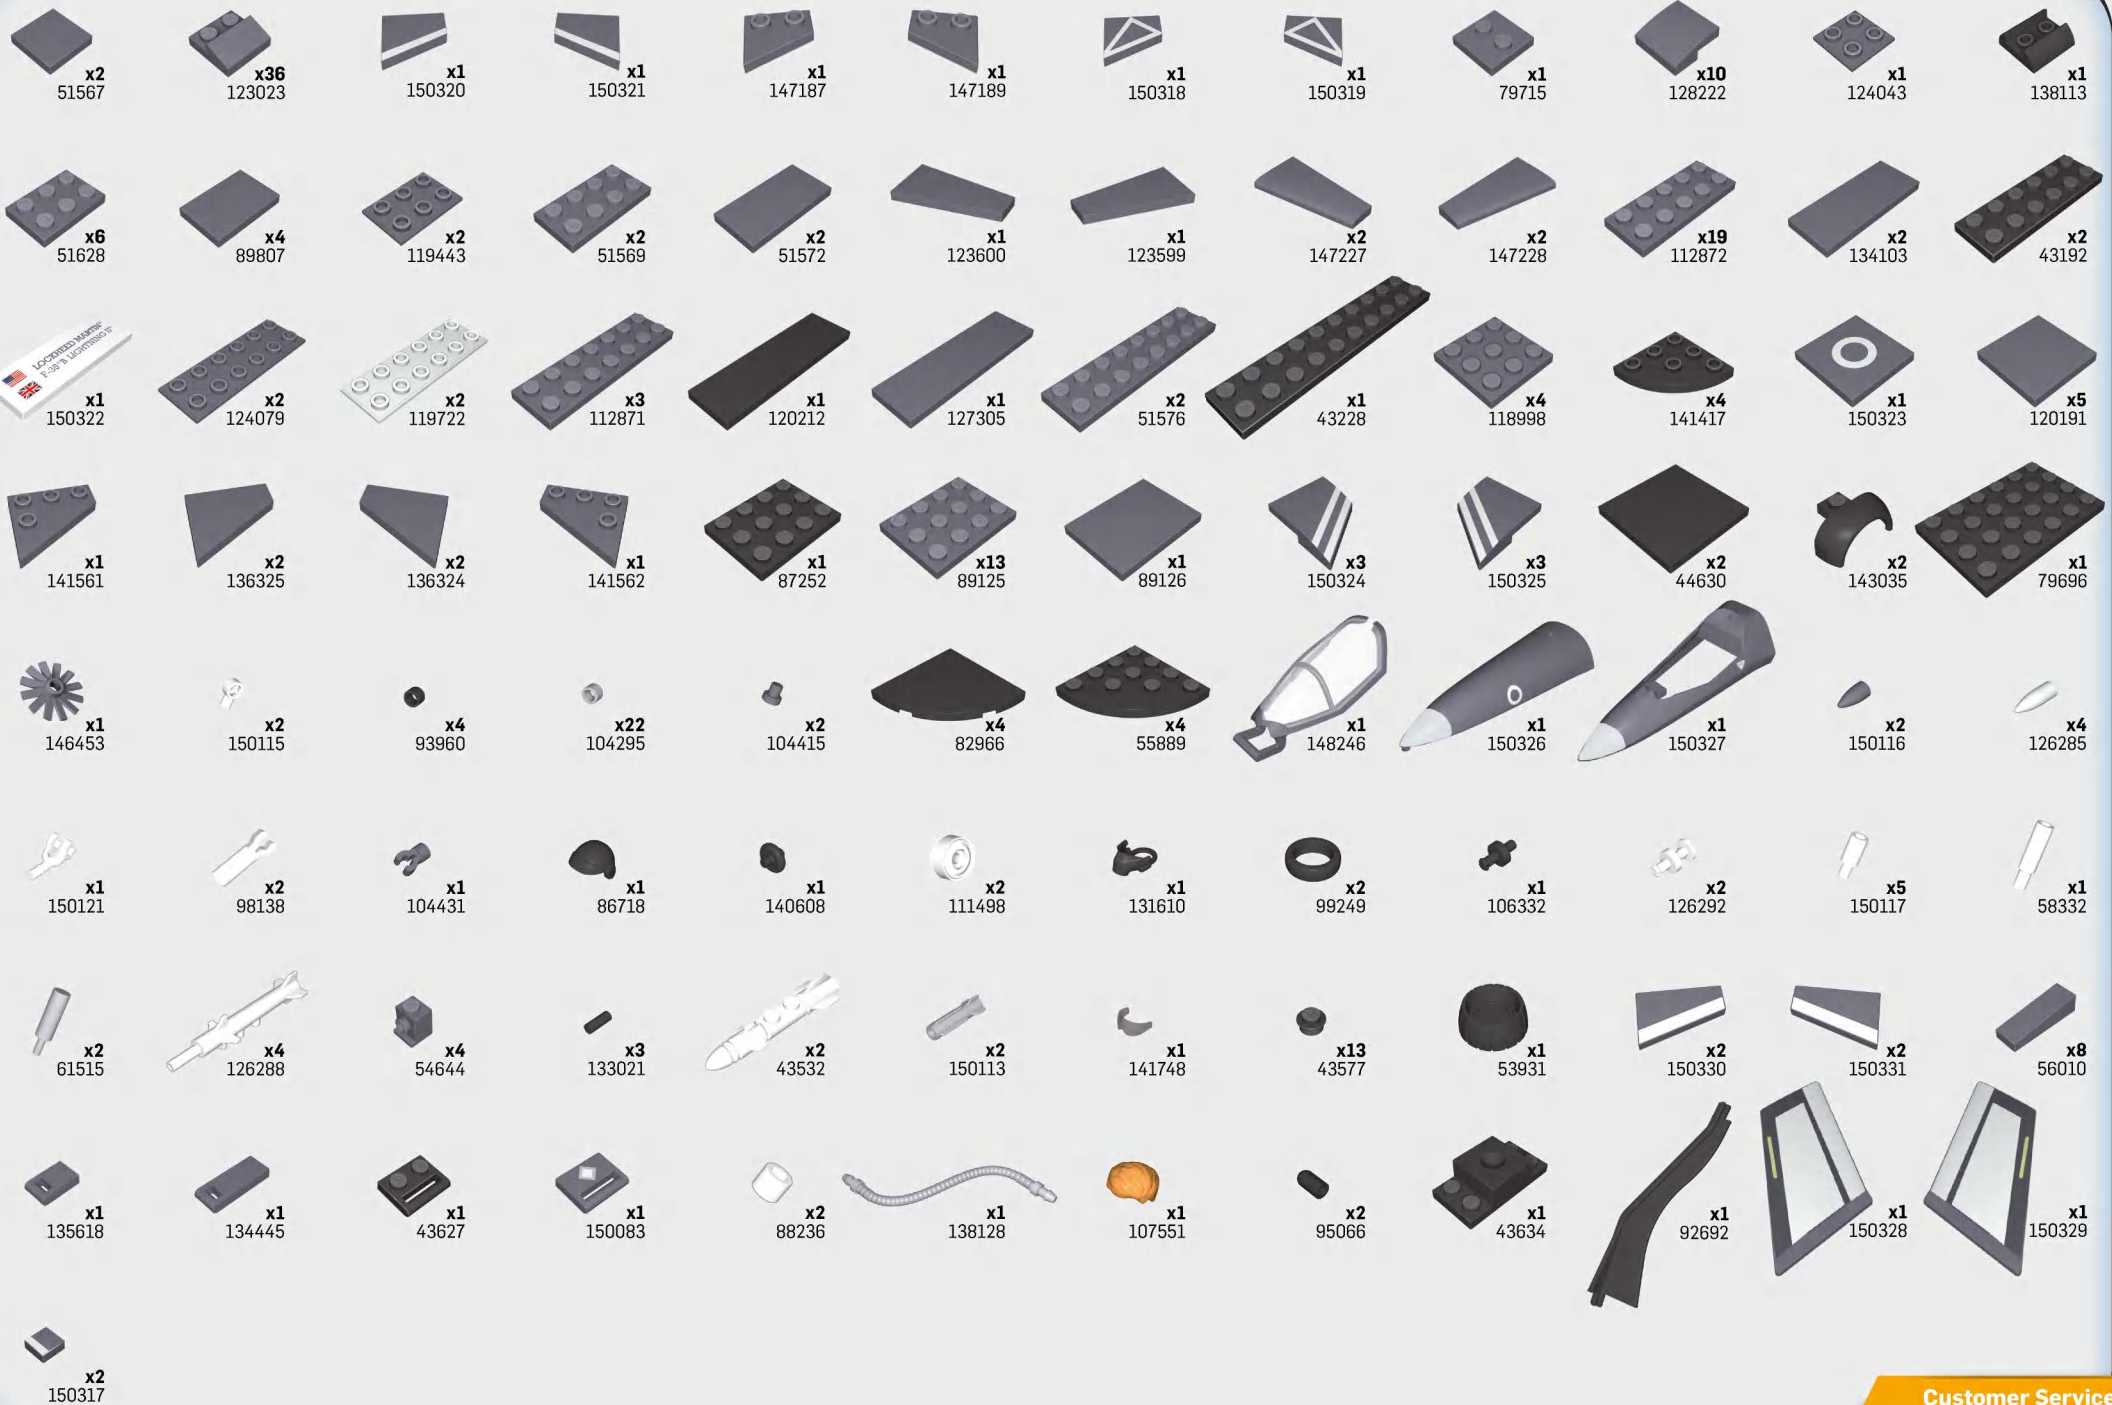 x2 x36 x1 x1 x1 x1 x1 x1 x1 x10 x1 x1
51567 123023 150320 150321 147187 147189 150318 150319 79715 128222 124043 138113
x6 x4 x2 x2 x2 x1 x1 x2 x2 x19 x2 x2
51628 89807 119443 51569 51572 123600 123599 147227 147228 112872 134103 43192
LOCKHEED MARTIN
F-35°B LIGHTNING II°
x1 x2 x2 x3 x1 x1 x2 x1 x4 x4 x1 x5
150322 124079 119722 112871 120212 127305 51576 43228 118998 141417 150323 120191
x1 x2 x2 x1 x1 x13 x1 x3 x3 x2 x2 x1
141561 136325 136324 141562 87252 89125 89126 150324 150325 44630 143035 79696
x1 x2 x4 x22 x2 x4 x4 x1 x1 x1 x2 x4
146453 150115 93960 104295 104415 82966 55889 148246 150326 150327 150116 126285
x1 x2 x1 x1 x1 x2 x1 x2 x1 x2 x5 x1
150121 98138 104431 86718 140608 111498 131610 99249 106332 126292 150117 58332
x2 x4 x4 x3 x2 x2 x1 x13 x1 x2 x2 x8
61515 126288 54644 133021 43532 150113 141748 43577 53931 150330 150331 56010
x1 x1 x1 x1 x2 x1 x1 x2 x1 x1 x1 x1
135618 134445 43627 150083 88236 138128 107551 95066 43634 92692 150328 150329
x2
150317
Customer Service